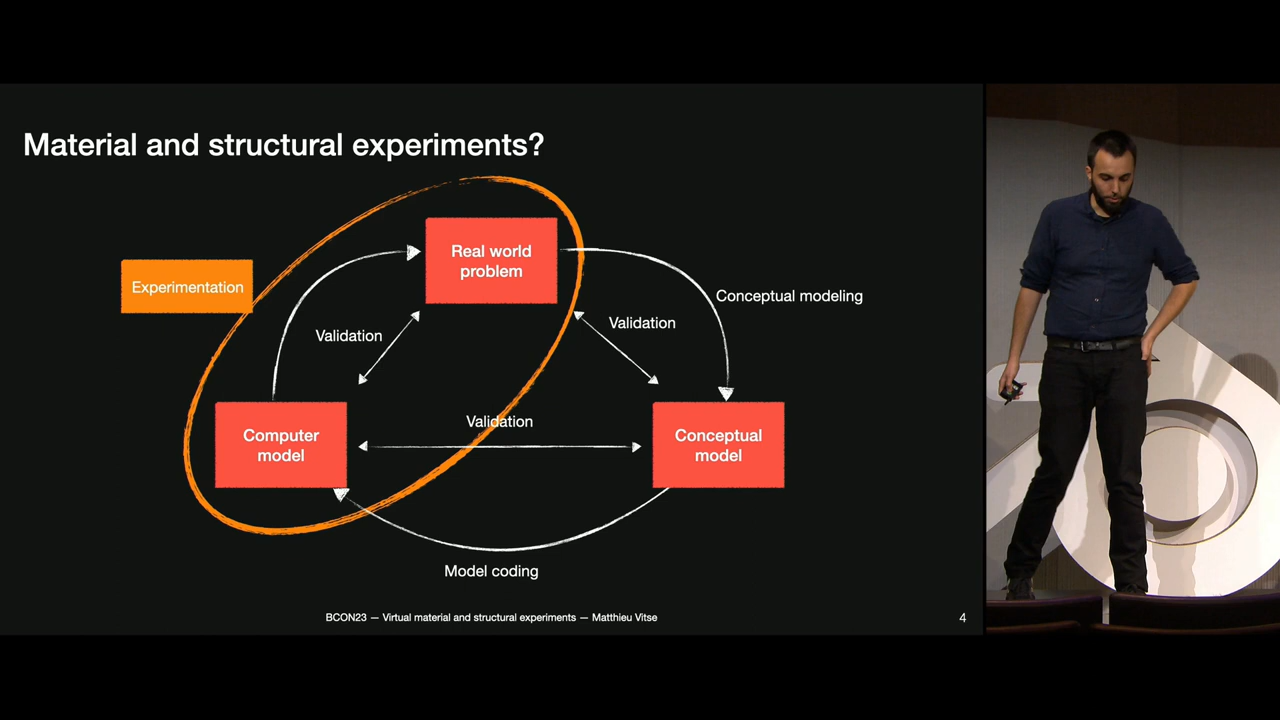 Material and structural experiments?
Real world
problem
Experimentation
Conceptual modeling
Validation
Validation
Validation
Computer
model
Conceptual
model
Model coding
BCON23 — Virtual material and structural experiments — Matthieu Vitse
4